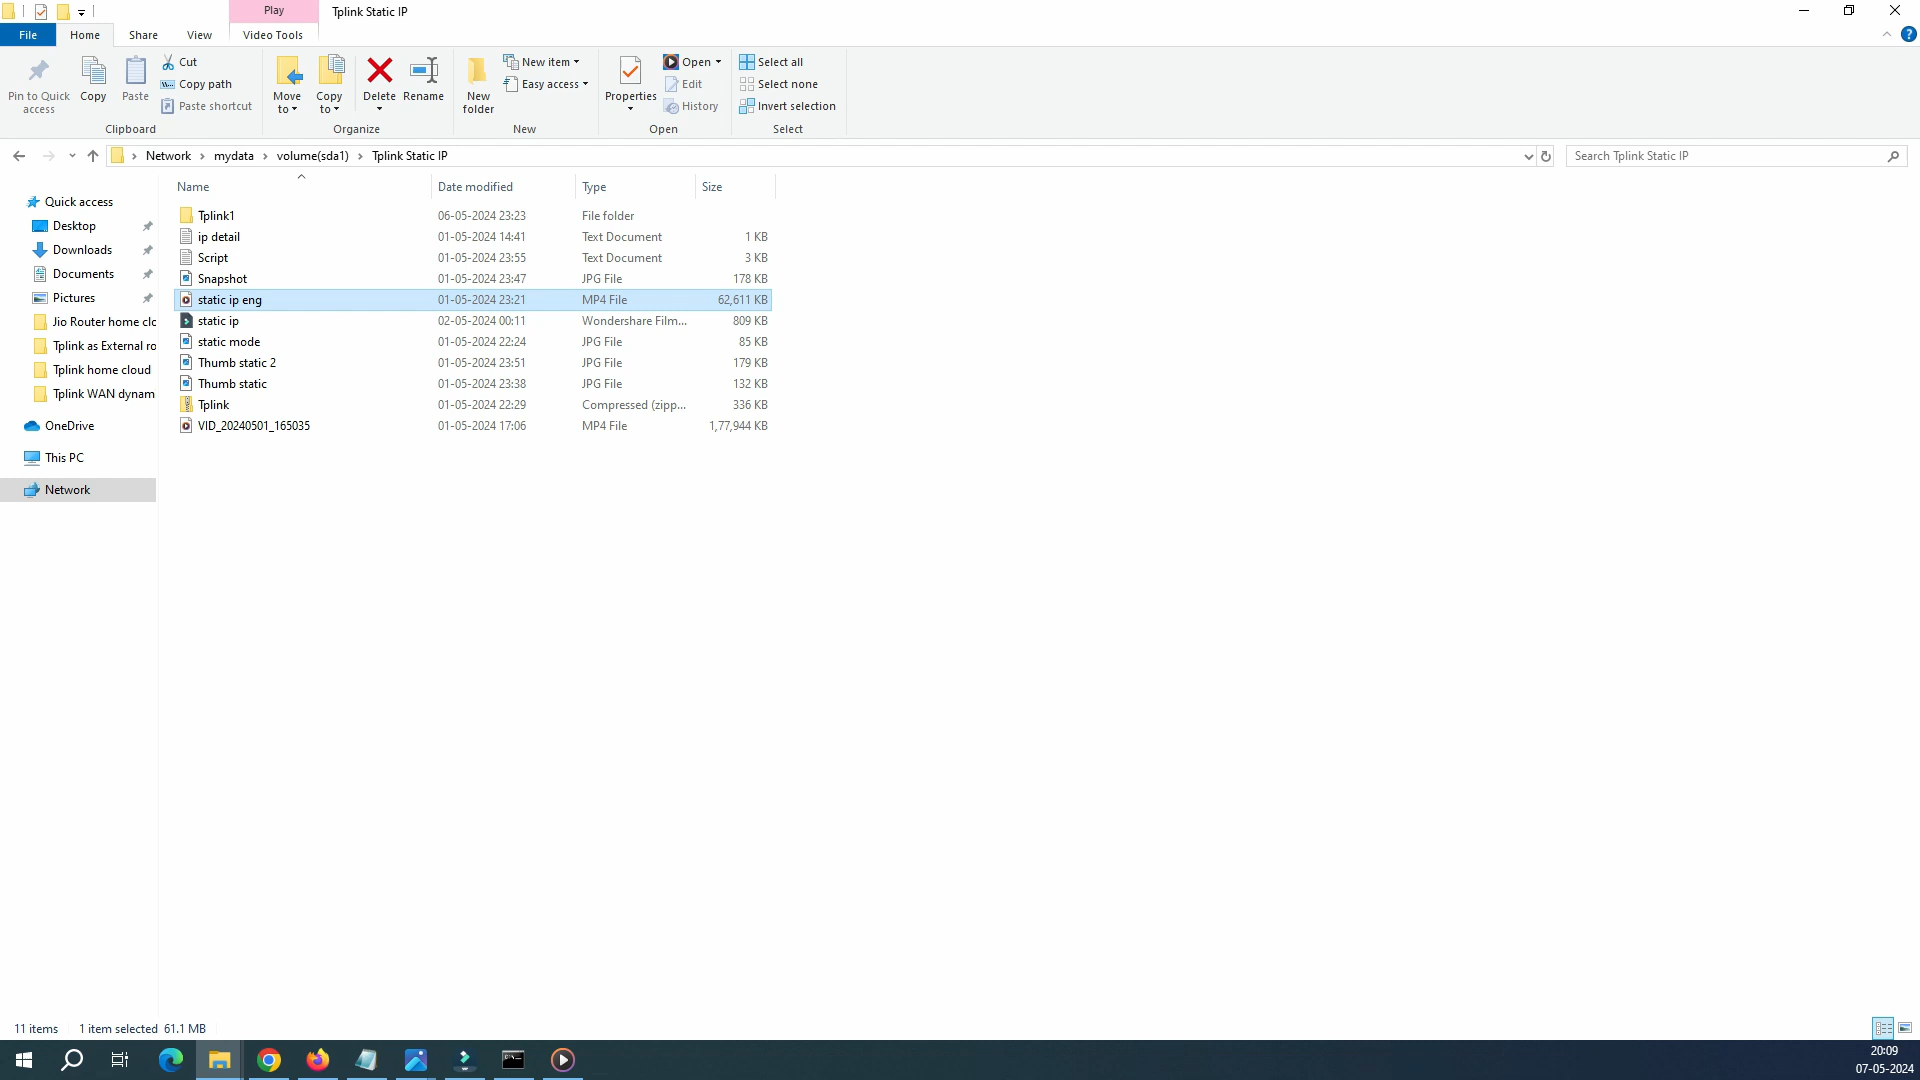 Play
Tplink Static IP
File
Home
Share
View
Video Tools
Pin to Quick access
Copy
Paste
Cut
Copy path
Paste shortcut
Clipboard
Move to
Copy to
Delete
Rename
Organize
New folder
New item
Easy access
New
Properties
Open
Edit
History
Open
Select all
Select none
Invert selection
Select
Network > mydata > volume(sda1) > Tplink Static IP
Search Tplink Static IP
Name Date modified Type Size
Quick access
Desktop
Downloads
Documents
Pictures
Jio Router home clc
Tplink as External ro
Tplink home cloud
Tplink WAN dynam
OneDrive
This PC
Network
Tplink1 06-05-2024 23:23 File folder
ip detail 01-05-2024 14:41 Text Document 1 KB
Script 01-05-2024 23:55 Text Document 3 KB
Snapshot 01-05-2024 23:47 JPG File 178 KB
static ip eng 01-05-2024 23:21 MP4 File 62,611 KB
static ip 02-05-2024 00:11 Wondershare Film... 809 KB
static mode 01-05-2024 22:24 JPG File 85 KB
Thumb static 2 01-05-2024 23:51 JPG File 179 KB
Thumb static 01-05-2024 23:38 JPG File 132 KB
Tplink 01-05-2024 22:29 Compressed (zipp... 336 KB
VID_20240501_165035 01-05-2024 17:06 MP4 File 1,77,944 KB
11 items 1 item selected 61.1 MB
20:09
07-05-2024